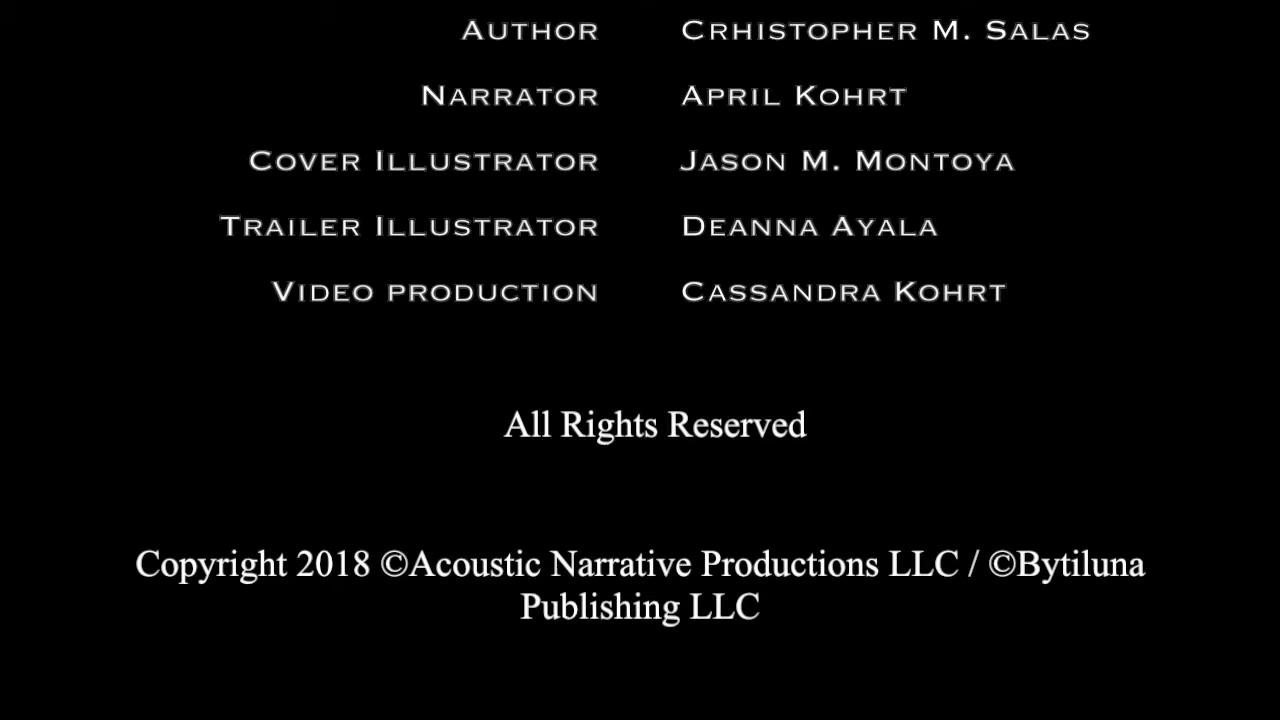 Author Crhistopher M. Salas
Narrator April Kohrt
Cover Illustrator Jason M. Montoya
Trailer Illustrator Deanna Ayala
Video production Cassandra Kohrt
All Rights Reserved
Copyright 2018 ©Acoustic Narrative Productions LLC / ©Bytiluna
Publishing LLC